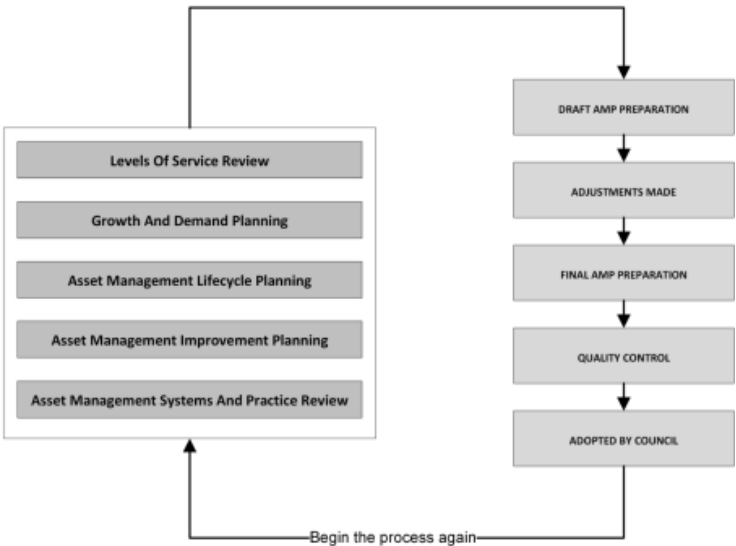 Levels Of Service Review
Growth And Demand Planning
Asset Management Lifecycle Planning
Asset Management Improvement Planning
Asset Management Systems And Practice Review
DRAFT AMP PREPARATION
ADJUSTMENTS MADE
FINAL AMP PREPARATION
QUALITY CONTROL
ADOPTED BY COUNCIL
Begin the process again